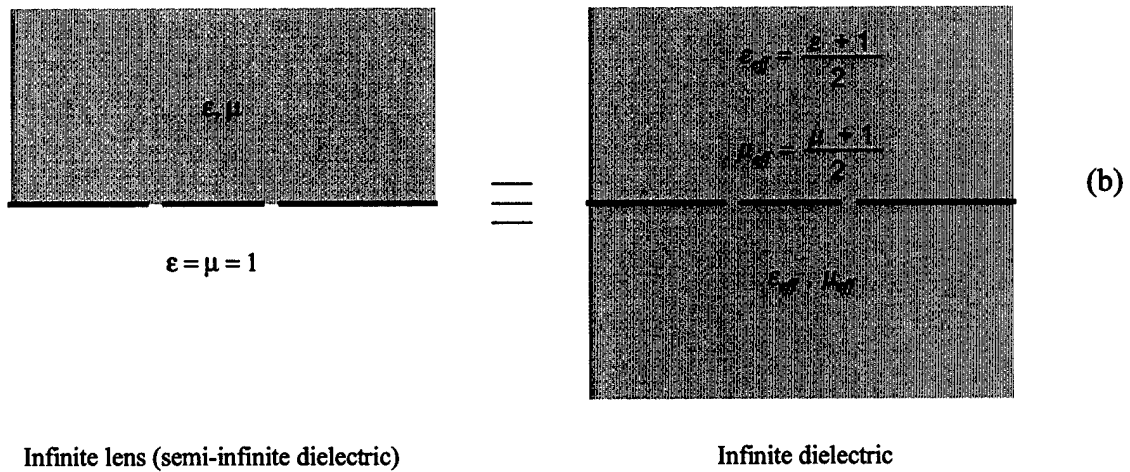 ε, μ
ε = μ = 1
≡
ε_eff = (ε + 1) / 2
μ_eff = (μ + 1) / 2
ε_eff , μ_eff
(b)
Infinite lens (semi-infinite dielectric)
Infinite dielectric